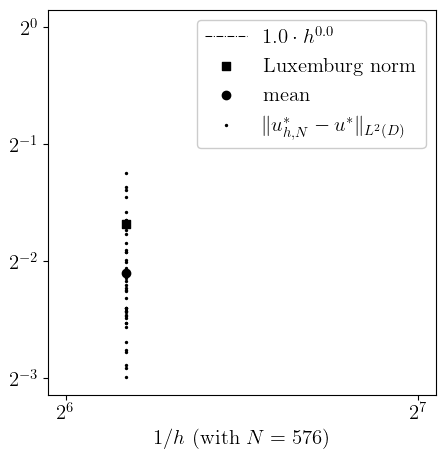 2^0
2^{-1}
2^{-2}
2^{-3}
1.0 · h^{0.0}
Luxemburg norm
mean
‖u^*_{h,N} − u^*‖_{L^2(D)}
2^6
2^7
1/h (with N = 576)